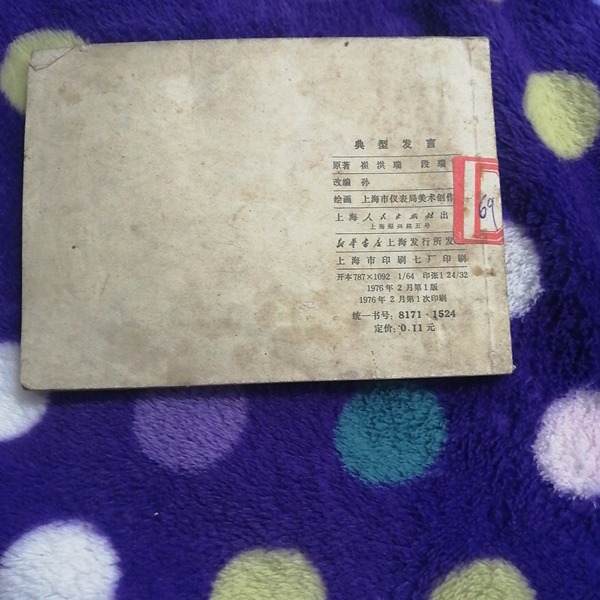 典型发言
原著 崔洪瑞 段瑞
改编 孙
绘画 上海市仪表局美术创作
上海人民出版社出
上海绍兴路五号
新华书店上海发行所发
上海市印刷七厂印刷
开本787×1092 1/64 印张1 24/32
1976年2月第1版
1976年2月第1次印刷
统一书号：8171·1524
定价：0.11元
69